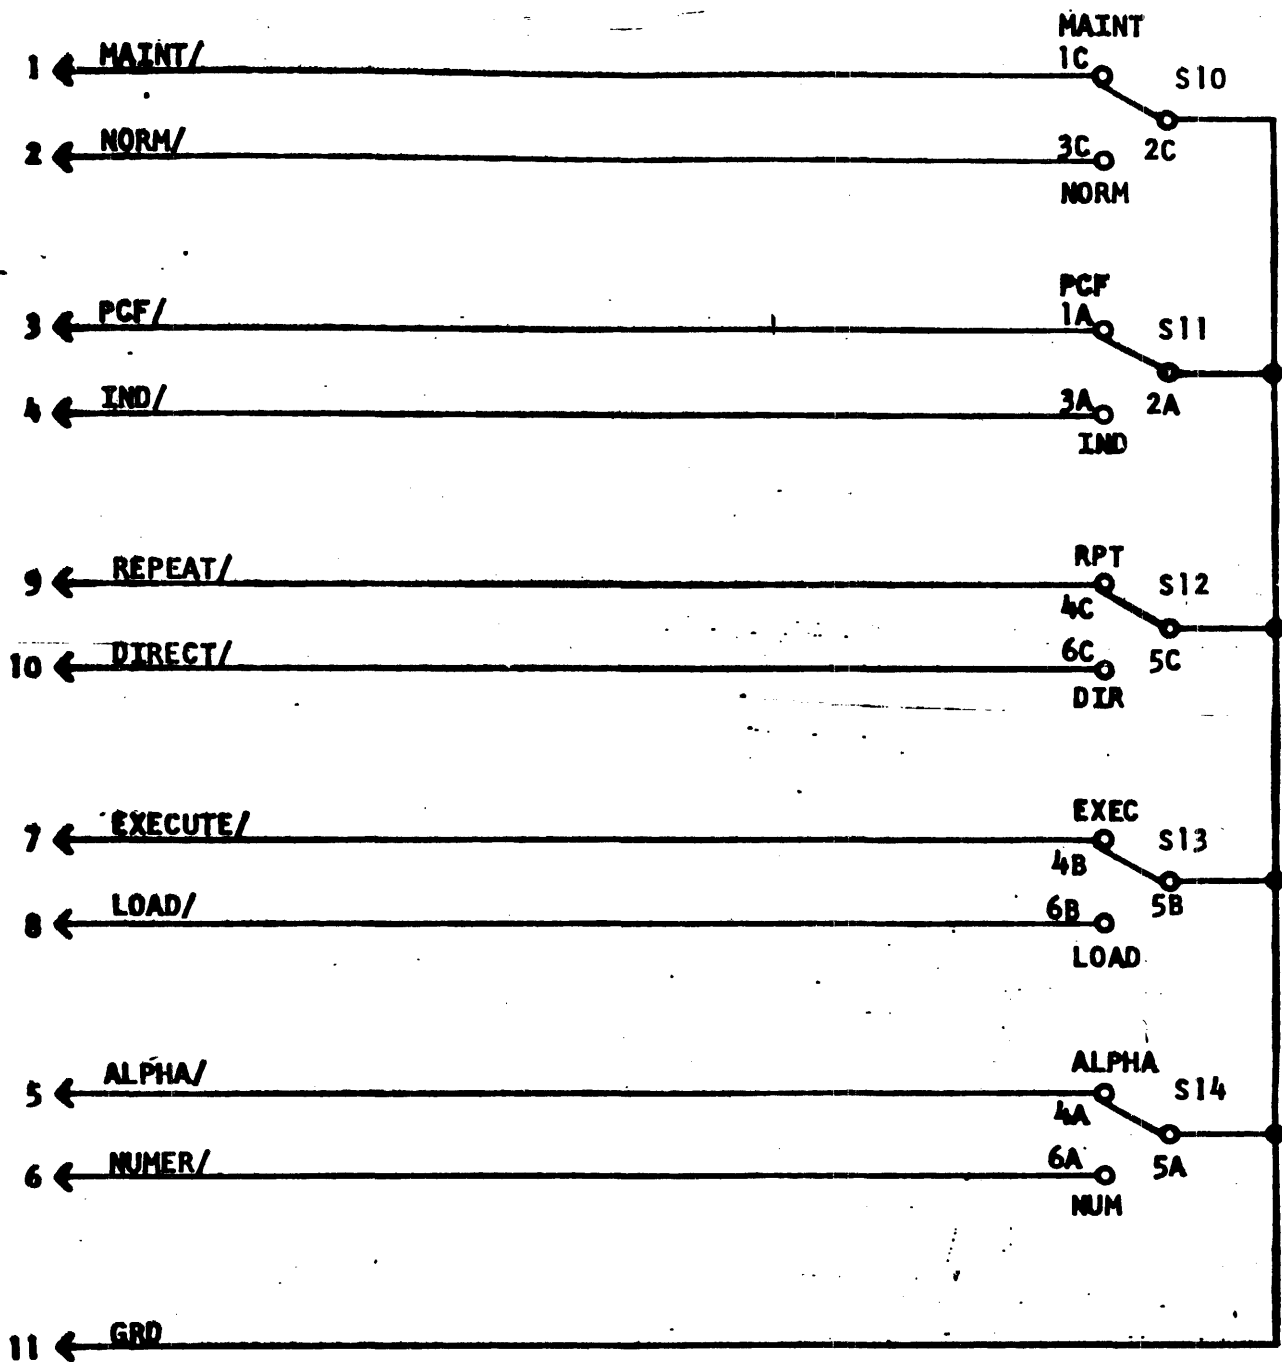 MAINT
1 MAINT/ 1C S10
2 NORM/ 3C 2C
NORM
PCF
3 PCF/ 1A S11
4 IND/ 3A 2A
IND
RPT
9 REPEAT/ 4C S12
10 DIRECT/ 6C 5C
DIR
EXEC
7 EXECUTE/ 4B S13
8 LOAD/ 6B 5B
LOAD
ALPHA
5 ALPHA/ 4A S14
6 NUMER/ 6A 5A
NUM
11 GRD